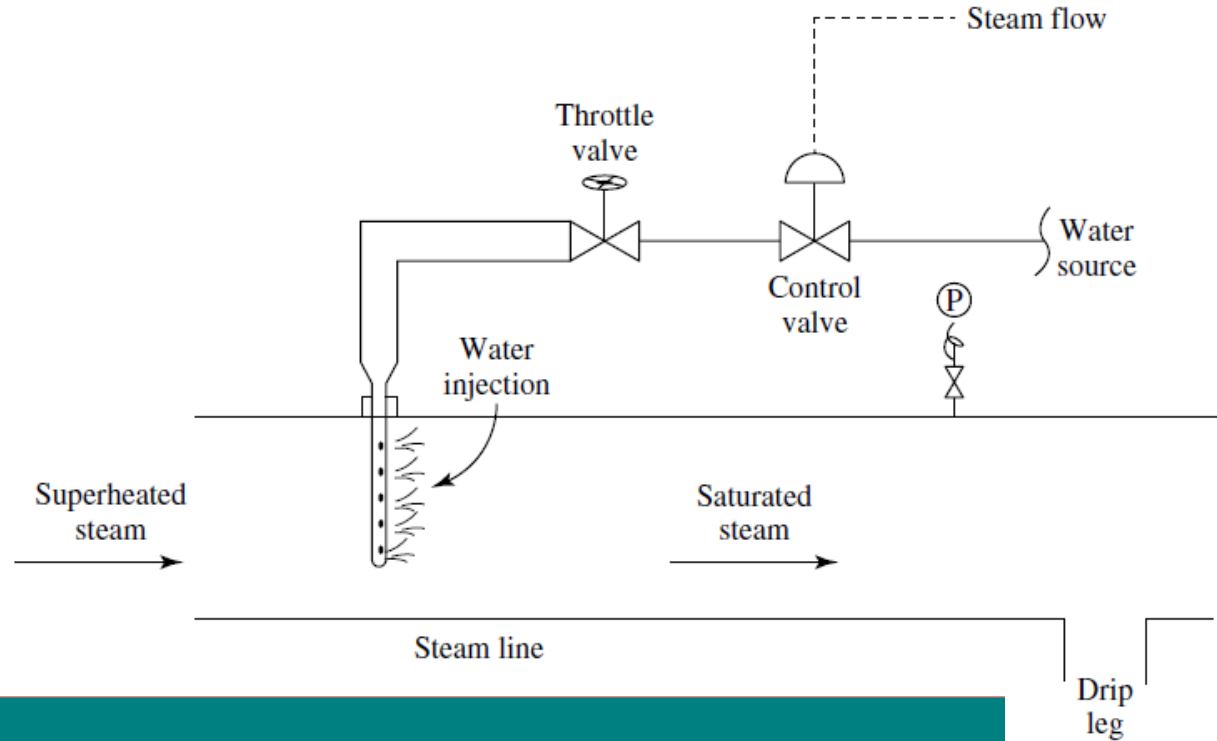 Steam flow
Throttle
valve
Water
source
Control
valve
P
Water
injection
Superheated
steam
Saturated
steam
Steam line
Drip
leg